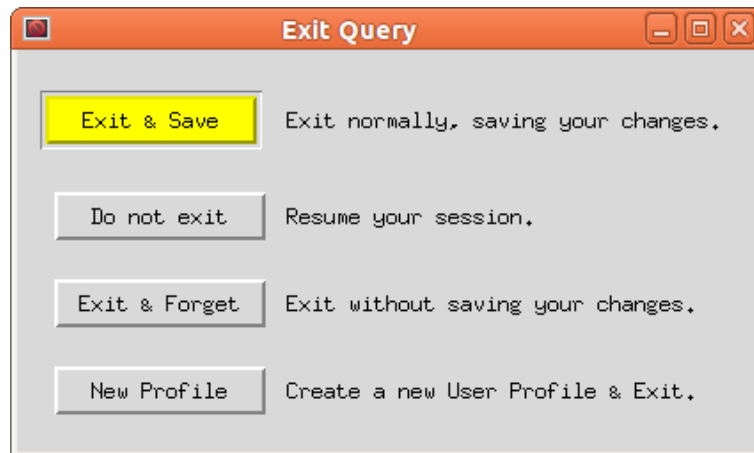 Exit Query
Exit & Save Exit normally, saving your changes.
Do not exit Resume your session.
Exit & Forget Exit without saving your changes.
New Profile Create a new User Profile & Exit.